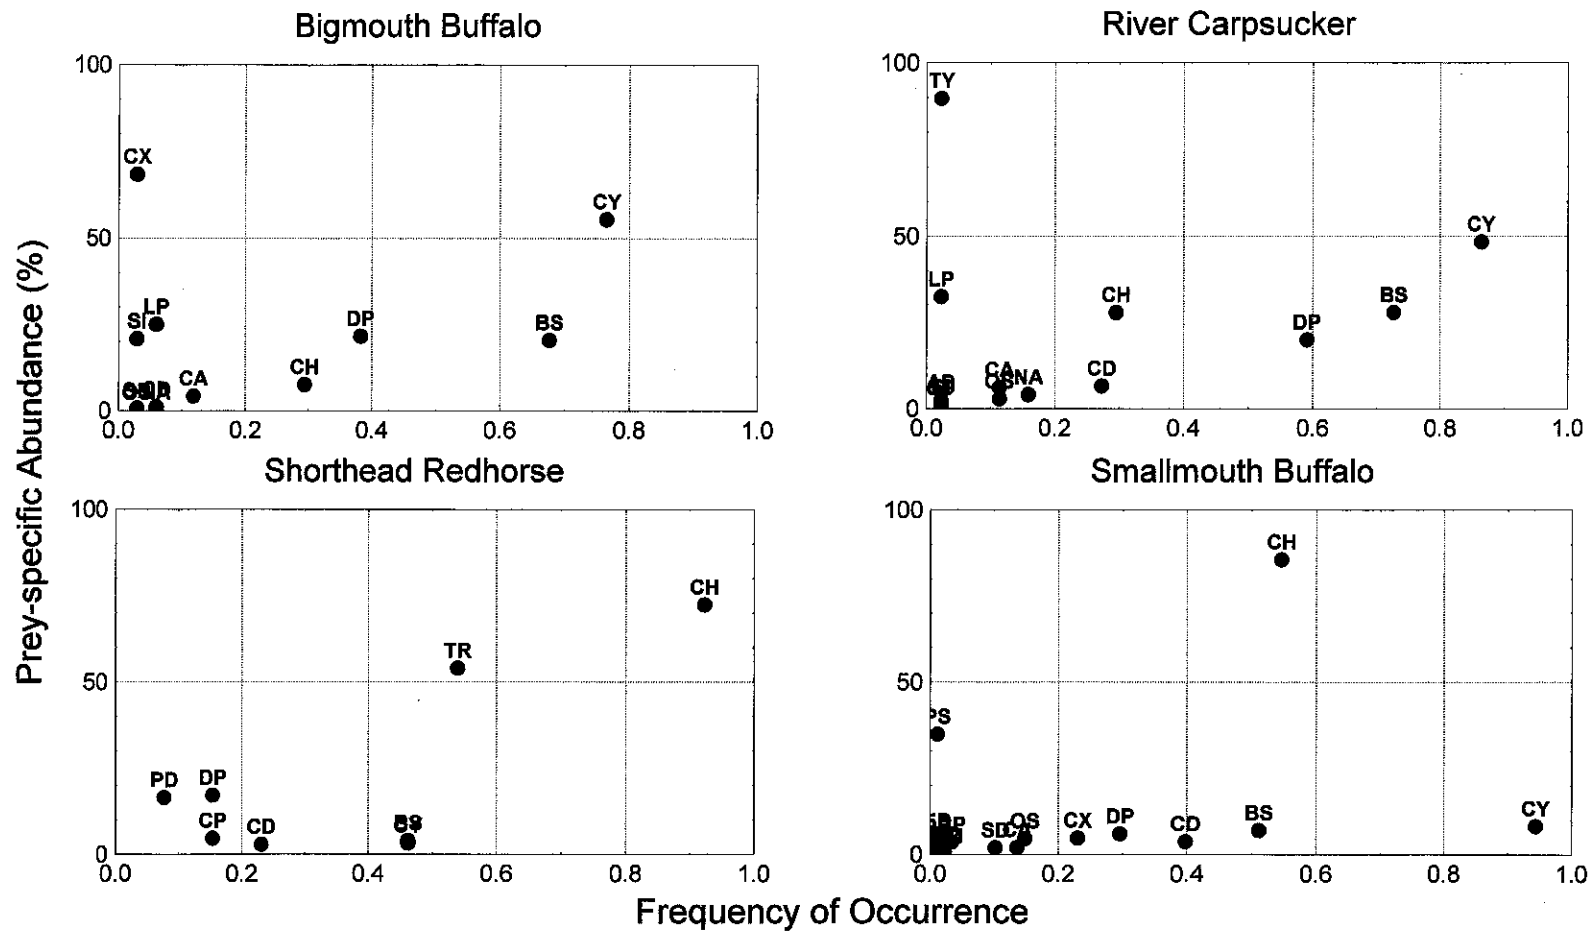 Bigmouth Buffalo
River Carpsucker
Prey-specific Abundance (%)
100
50
0
CX
CY
LP
SI
DP
BS
CH
CA
0.0 0.2 0.4 0.6 0.8 1.0
100
50
0
TY
CY
LP
CH
BS
DP
CA
OS
NA
CD
0.0 0.2 0.4 0.6 0.8 1.0
Shorthead Redhorse
Smallmouth Buffalo
100
50
0
CH
TR
PD
DP
CP
CD
BS
0.0 0.2 0.4 0.6 0.8 1.0
100
50
0
CH
PS
CY
BS
DP
CX
CD
OS
SD
CA
0.0 0.2 0.4 0.6 0.8 1.0
Frequency of Occurrence